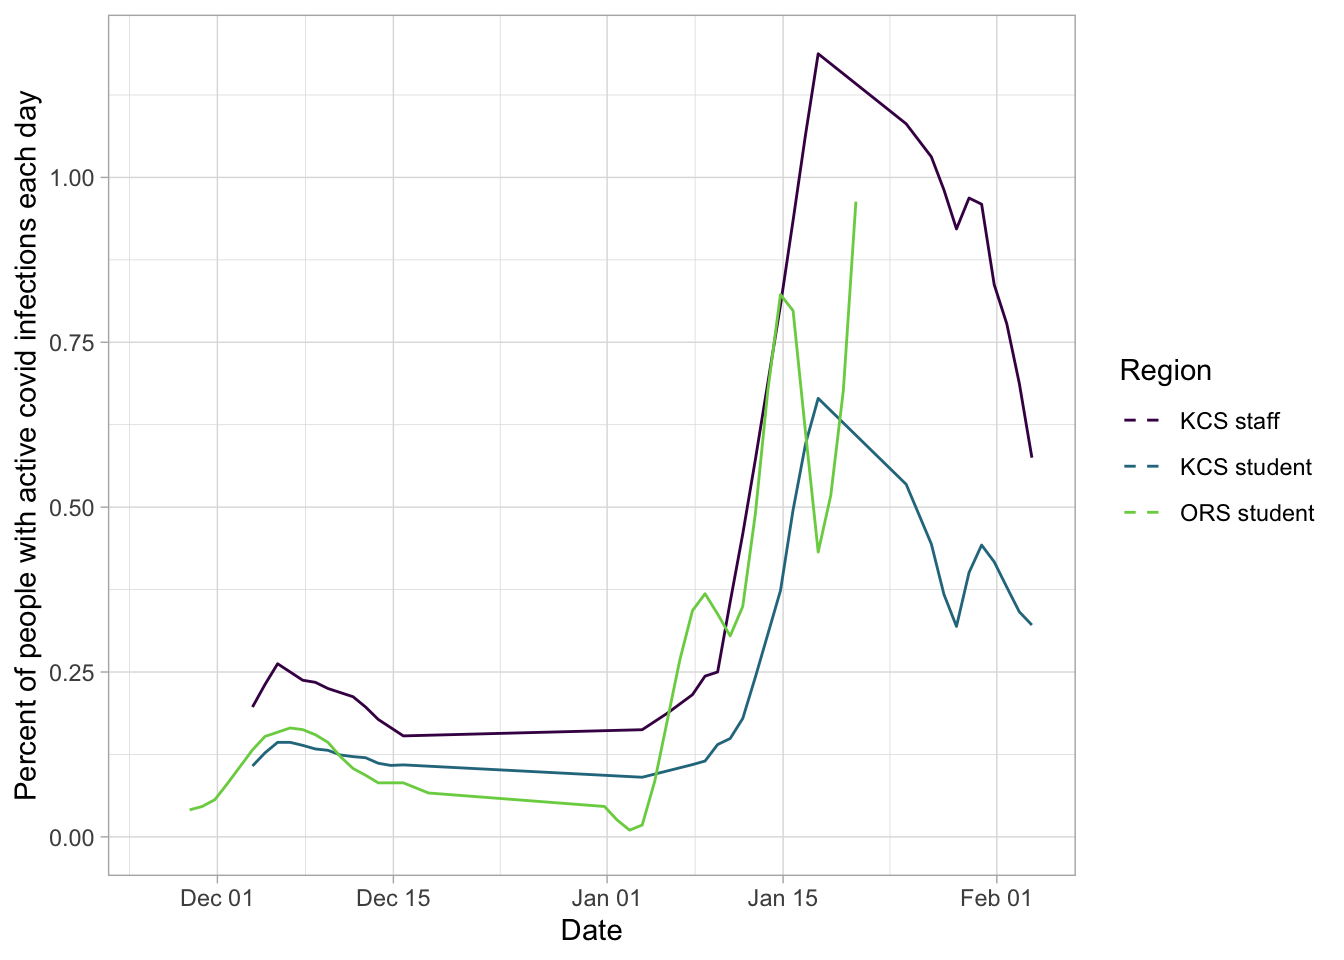 Percent of people with active covid infections each day
1.00
0.75
0.50
0.25
0.00
Dec 01
Dec 15
Jan 01
Jan 15
Feb 01
Date
Region
KCS staff
KCS student
ORS student